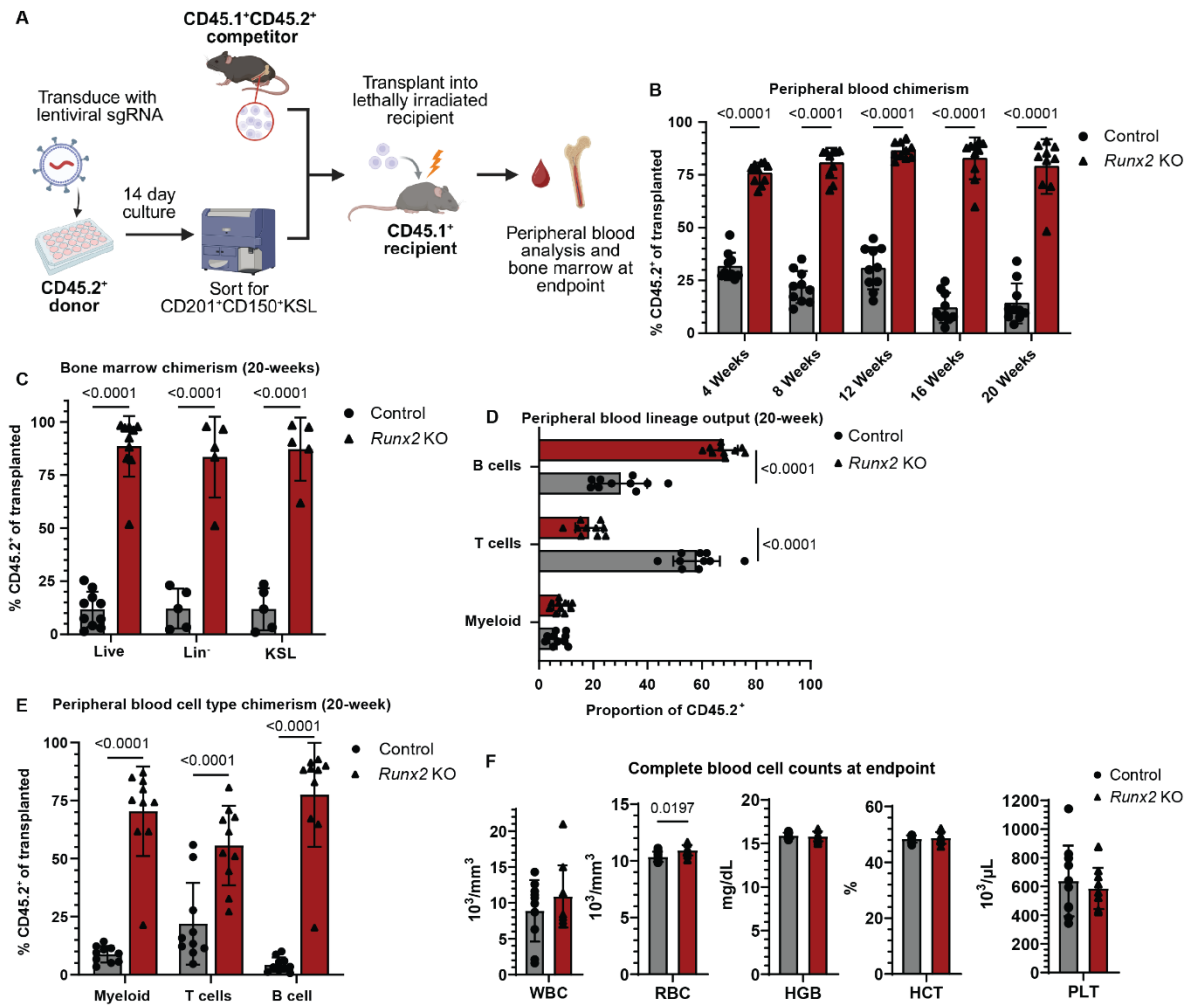 A
CD45.1⁺CD45.2⁺
competitor
Transduce with
lentiviral sgRNA
Transplant into
lethally irradiated
recipient
14 day
culture
CD45.1⁺
recipient
Peripheral blood
analysis and
bone marrow at
endpoint
CD45.2⁺
donor
Sort for
CD201⁺CD150⁺KSL
B
Peripheral blood chimerism
<0.0001 <0.0001 <0.0001 <0.0001 <0.0001
Control
Runx2 KO
% CD45.2⁺ of transplanted
100
75
50
25
0
4 Weeks 8 Weeks 12 Weeks 16 Weeks 20 Weeks
C
Bone marrow chimerism (20-weeks)
<0.0001 <0.0001 <0.0001
Control
Runx2 KO
% CD45.2⁺ of transplanted
100
75
50
25
0
Live Lin⁻ KSL
D
Peripheral blood lineage output (20-week)
Control
Runx2 KO
B cells
<0.0001
T cells
<0.0001
Myeloid
0 20 40 60 80 100
Proportion of CD45.2⁺
E
Peripheral blood cell type chimerism (20-week)
<0.0001 <0.0001 <0.0001
Control
Runx2 KO
% CD45.2⁺ of transplanted
100
75
50
25
0
Myeloid T cells B cell
F
Complete blood cell counts at endpoint
Control
Runx2 KO
10³/mm³
20
15
10
5
0
WBC
0.0197
10³/mm³
15
10
5
0
RBC
mg/dL
20
15
10
5
0
HGB
%
60
40
20
0
HCT
10³/µL
1200
1000
800
600
400
200
0
PLT